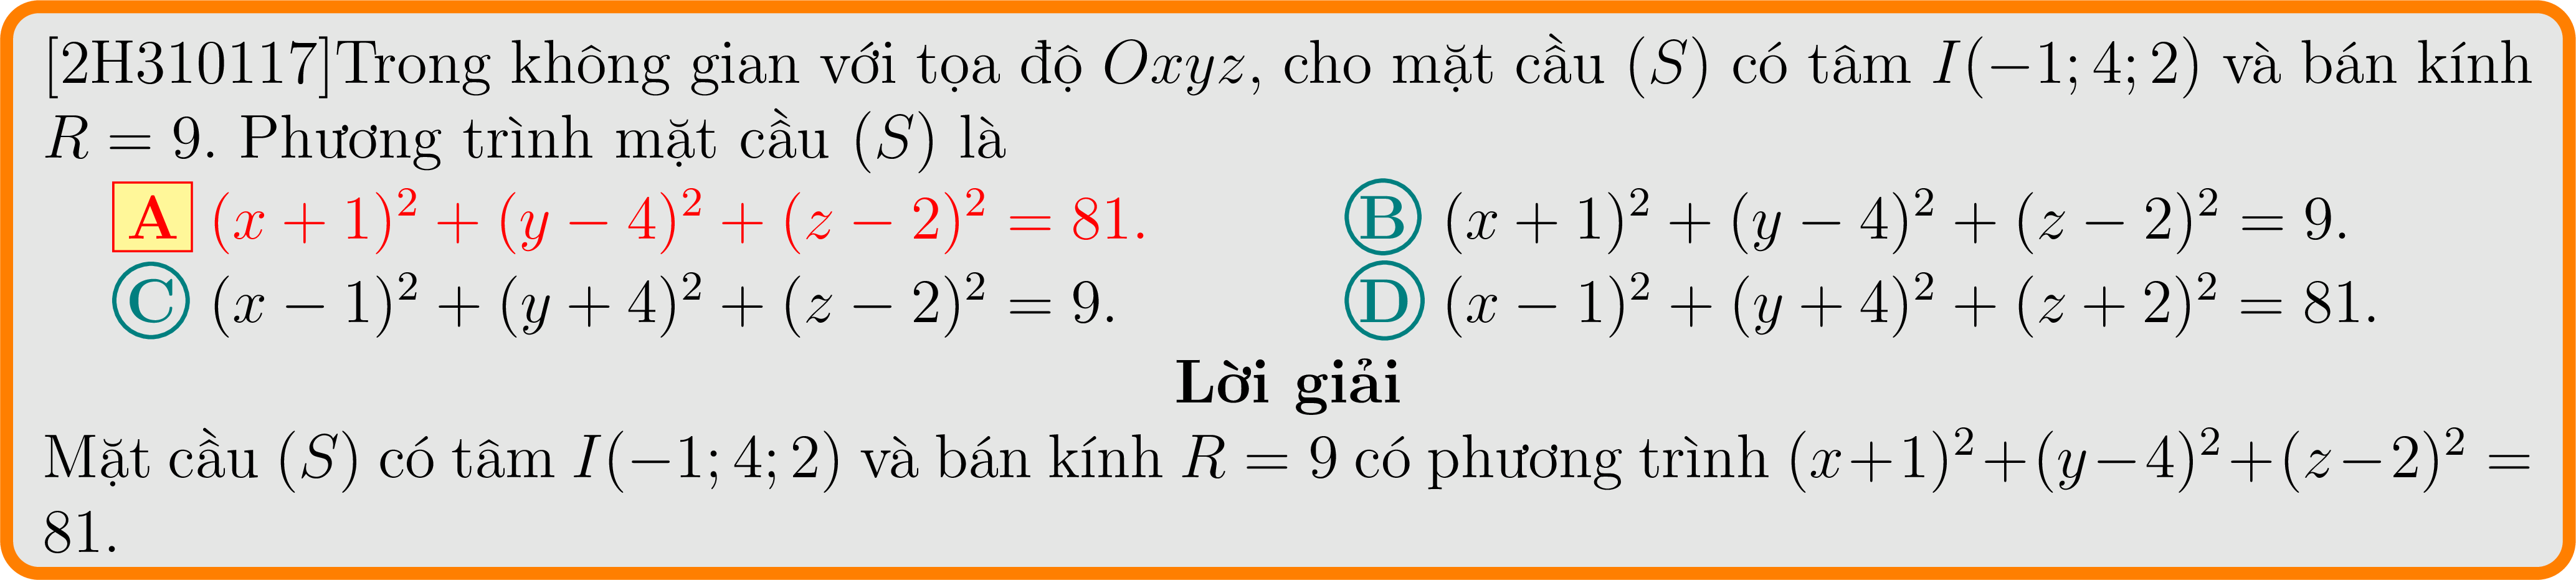 [2H310117]Trong không gian với tọa độ Oxyz, cho mặt cầu (S) có tâm I(−1; 4; 2) và bán kính
R = 9. Phương trình mặt cầu (S) là
A (x + 1)² + (y − 4)² + (z − 2)² = 81. B (x + 1)² + (y − 4)² + (z − 2)² = 9.
C (x − 1)² + (y + 4)² + (z − 2)² = 9. D (x − 1)² + (y + 4)² + (z + 2)² = 81.
Lời giải
Mặt cầu (S) có tâm I(−1; 4; 2) và bán kính R = 9 có phương trình (x+1)²+(y−4)²+(z−2)² =
81.